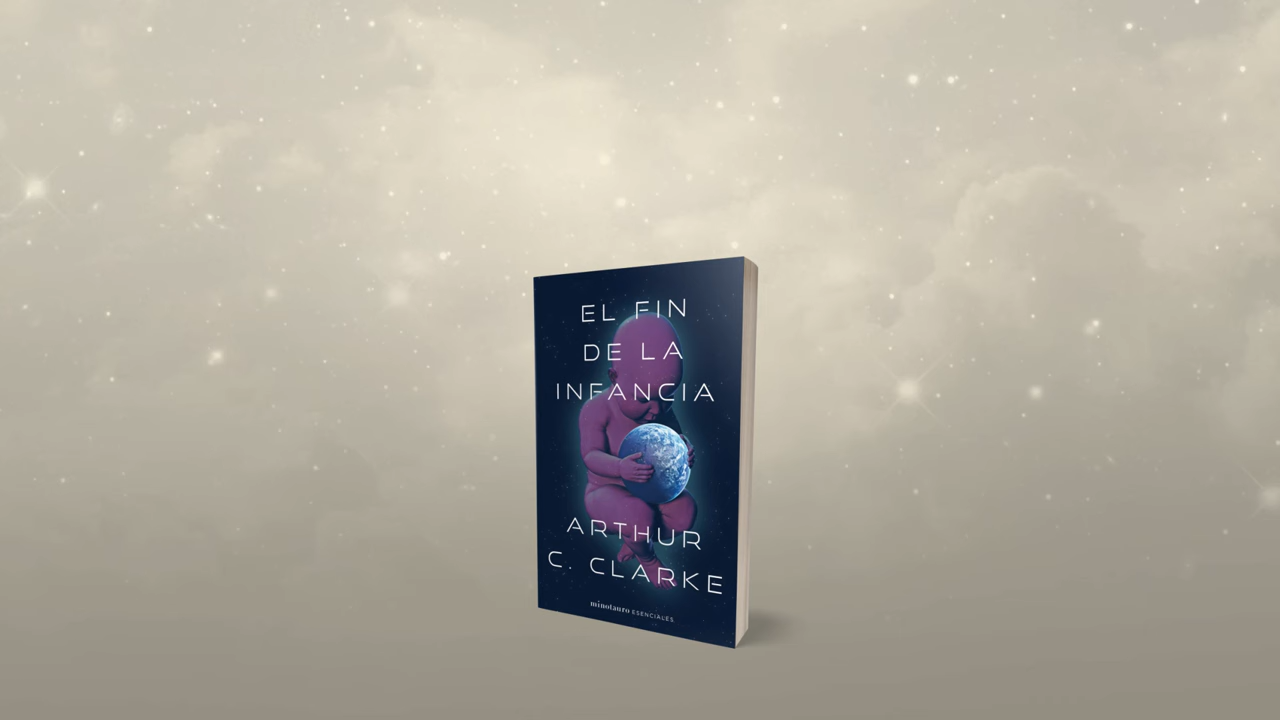 EL FIN
DE LA
INFANCIA
ARTHUR
C. CLARKE
minotauro ESENCIALES